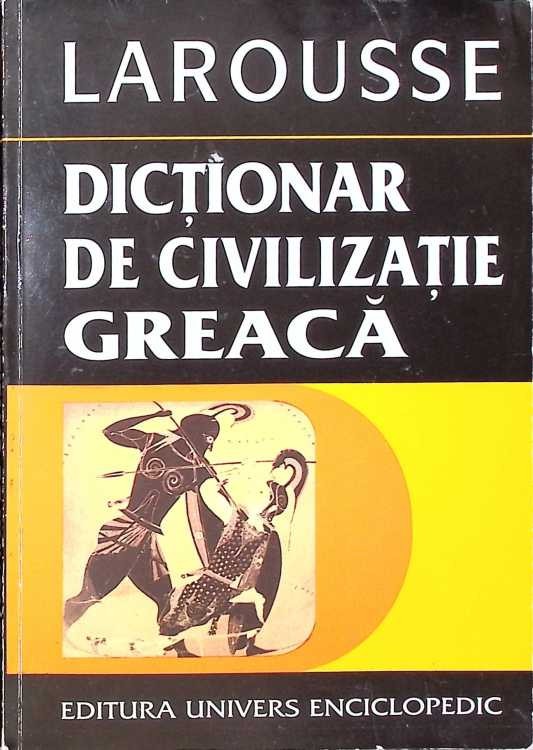 LAROUSSE
DICȚIONAR
DE CIVILIZAȚIE
GREACĂ
EDITURA UNIVERS ENCICLOPEDIC